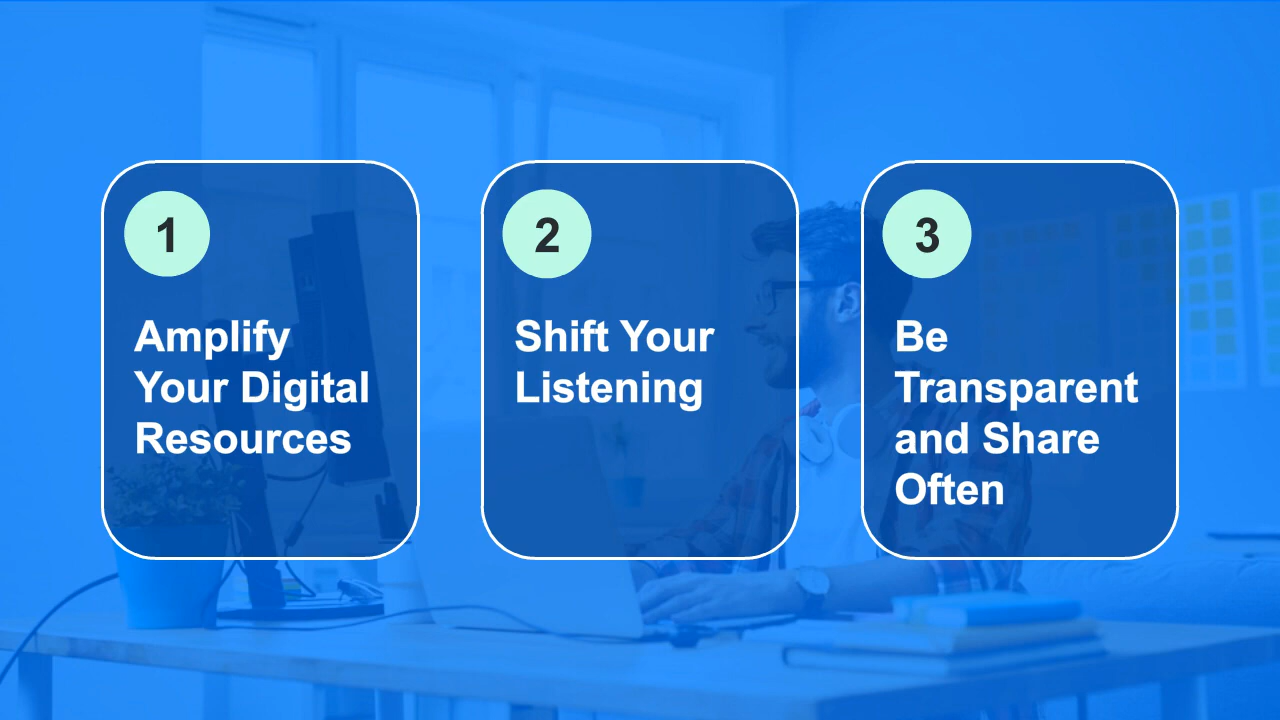 1
Amplify
Your Digital
Resources
2
Shift Your
Listening
3
Be
Transparent
and Share
Often